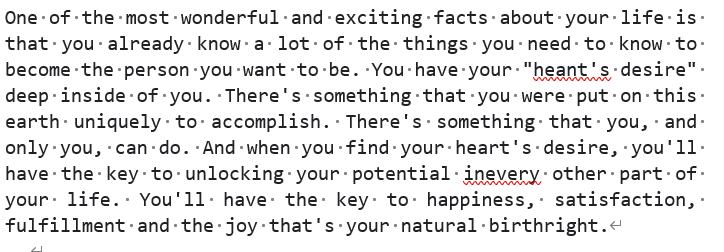 One of the most wonderful and exciting facts about your life is
that you already know a lot of the things you need to know to
become the person you want to be. You have your "heant's desire"
deep inside of you. There's something that you were put on this
earth uniquely to accomplish. There's something that you, and
only you, can do. And when you find your heart's desire, you'll
have the key to unlocking your potential inevery other part of
your life. You'll have the key to happiness, satisfaction,
fulfillment and the joy that's your natural birthright.